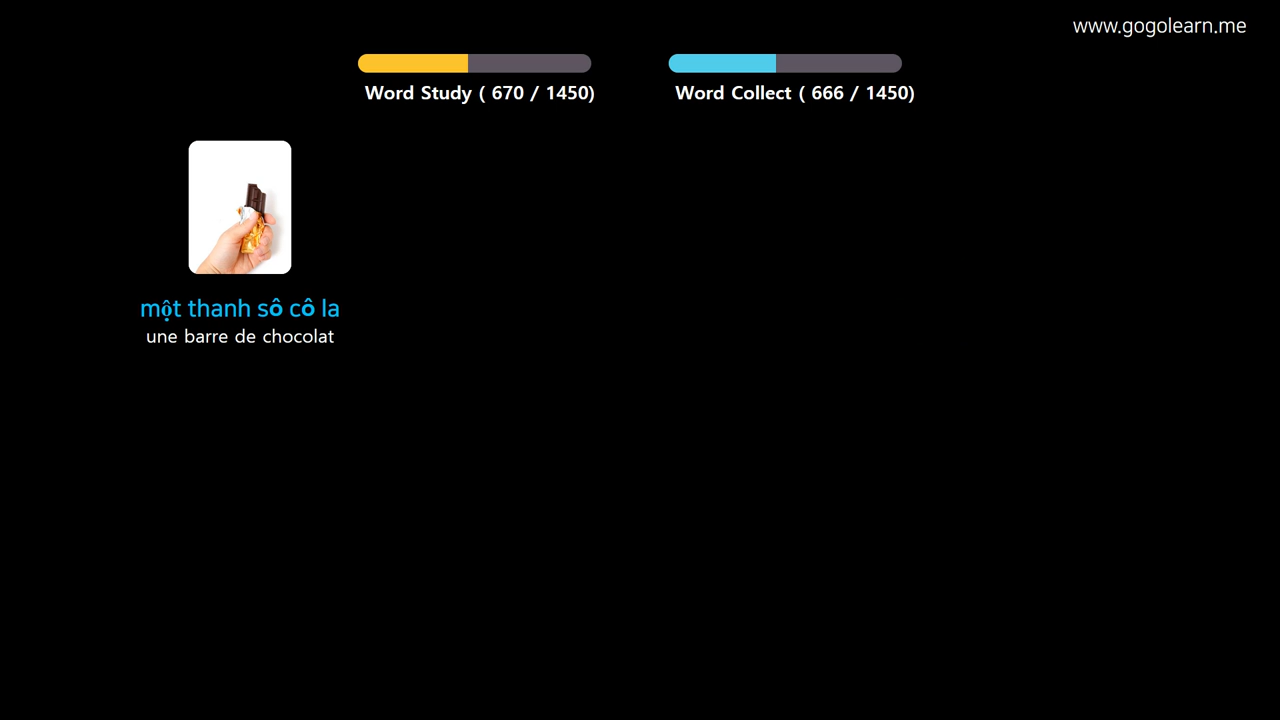 www.gogolearn.me
Word Study ( 670 / 1450)
Word Collect ( 666 / 1450)
một thanh sô cô la
une barre de chocolat